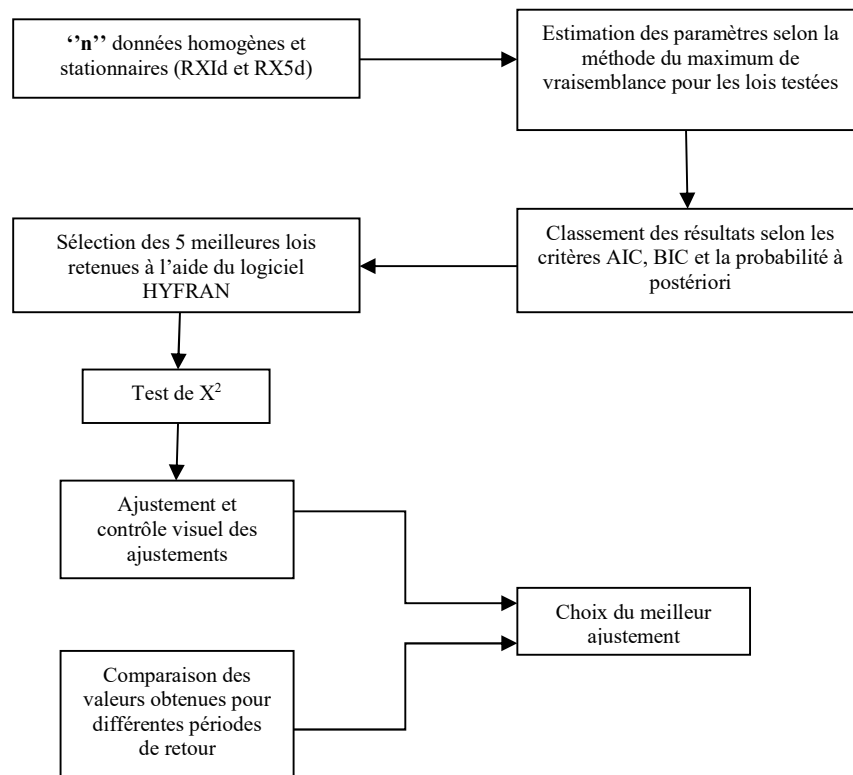 ‘’n’’ données homogènes et
stationnaires (RXId et RX5d)
Estimation des paramètres selon la
méthode du maximum de
vraisemblance pour les lois testées
Classement des résultats selon les
critères AIC, BIC et la probabilité à
postériori
Sélection des 5 meilleures lois
retenues à l’aide du logiciel
HYFRAN
Test de X²
Ajustement et
contrôle visuel des
ajustements
Comparaison des
valeurs obtenues pour
différentes périodes
de retour
Choix du meilleur
ajustement